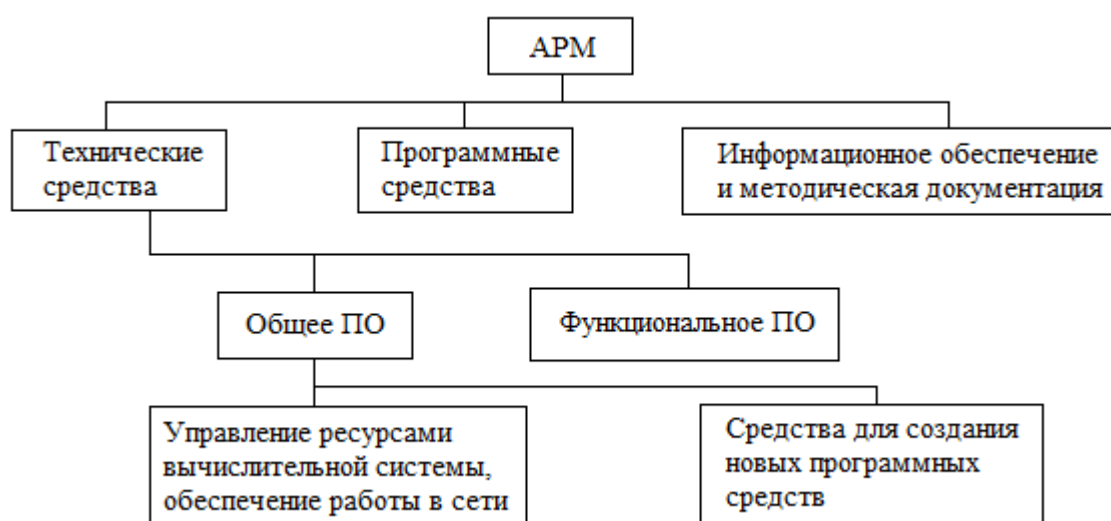 АРМ
Технические
средства
Программные
средства
Информационное обеспечение
и методическая документация
Общее ПО
Функциональное ПО
Управление ресурсами
вычислительной системы,
обеспечение работы в сети
Средства для создания
новых программных
средств